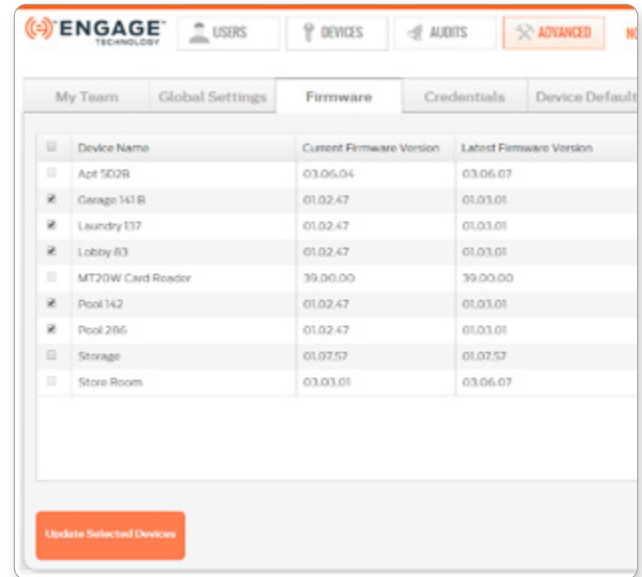 ENGAGE™ USERS DEVICES AUDITS ADVANCED
TECHNOLOGY
My Team Global Settings Firmware Credentials Device Default
Device Name Current Firmware Version Latest Firmware Version
Apt 5D2B 03.06.04 03.06.07
Garage 141 B 01.02.47 01.03.01
Laundry 137 01.02.47 01.03.01
Lobby 83 01.02.47 01.03.01
MT20W Card Reader 39.00.00 39.00.00
Pool 142 01.02.47 01.03.01
Pool 286 01.02.47 01.03.01
Storage 01.07.57 01.07.57
Store Room 03.03.01 03.06.07
Update Selected Devices